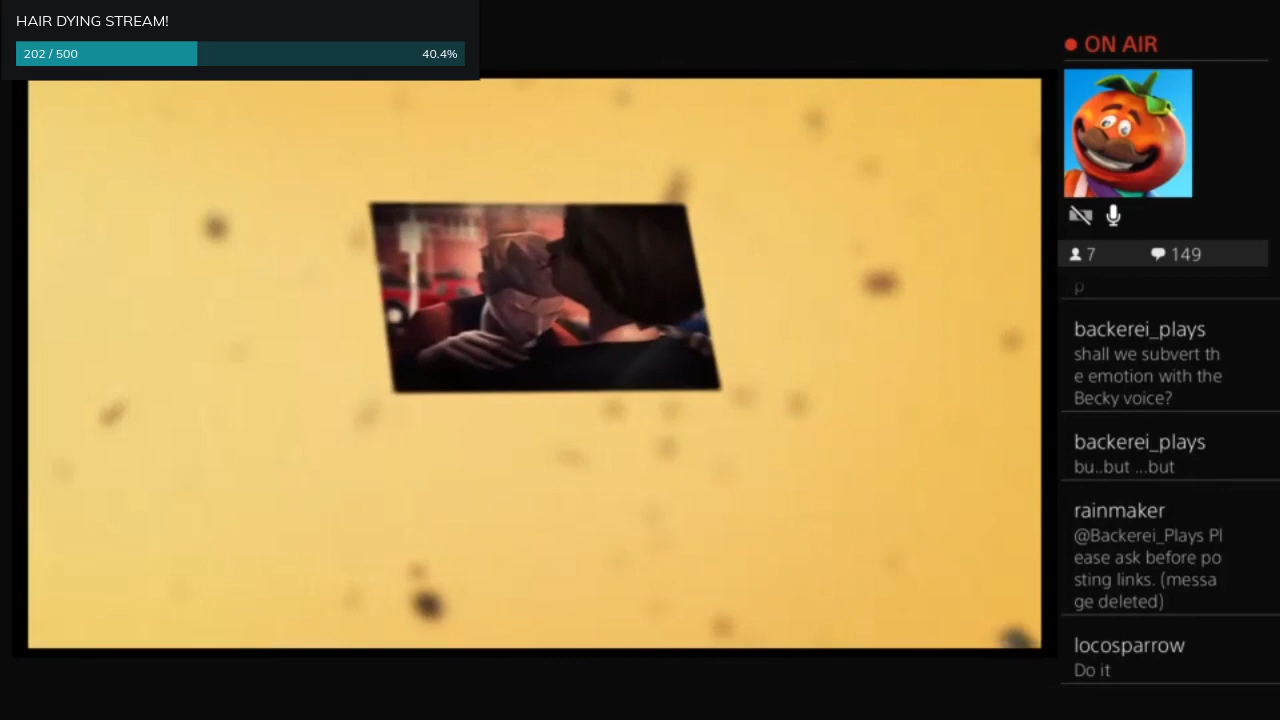 HAIR DYING STREAM!
202 / 500 40.4%
ON AIR
7 149
p
backerei_plays
shall we subvert th
e emotion with the
Becky voice?
backerei_plays
bu..but ...but
rainmaker
@Backerei_Plays Pl
ease ask before po
sting links. (messa
ge deleted)
locosparrow
Do it